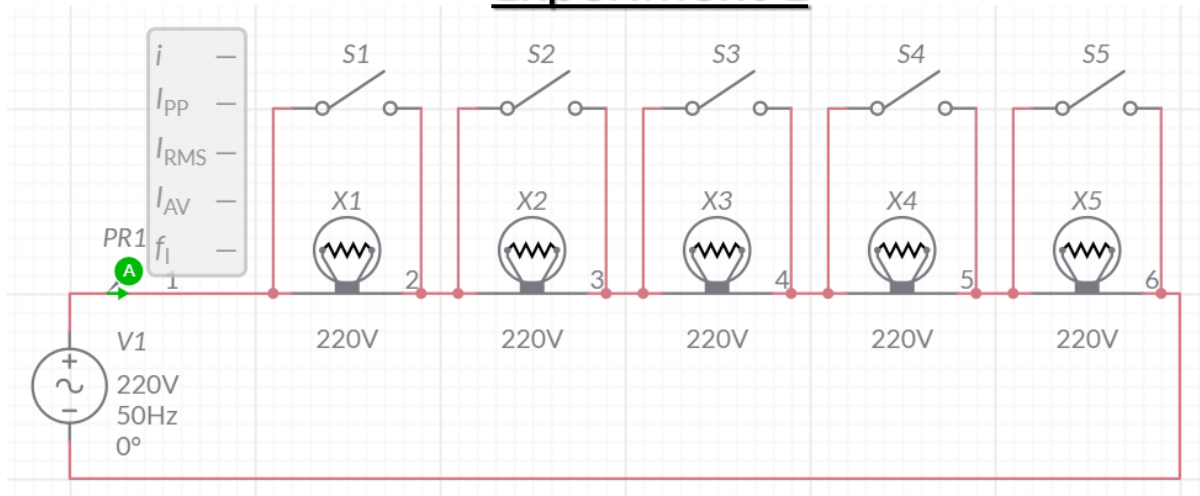 S1 S2 S3 S4 S5
i —
IPP —
IRMS —
IAV —
fI —
X1 X2 X3 X4 X5
PR1
A
1 2 3 4 5 6
220V 220V 220V 220V 220V
V1
220V
50Hz
0°